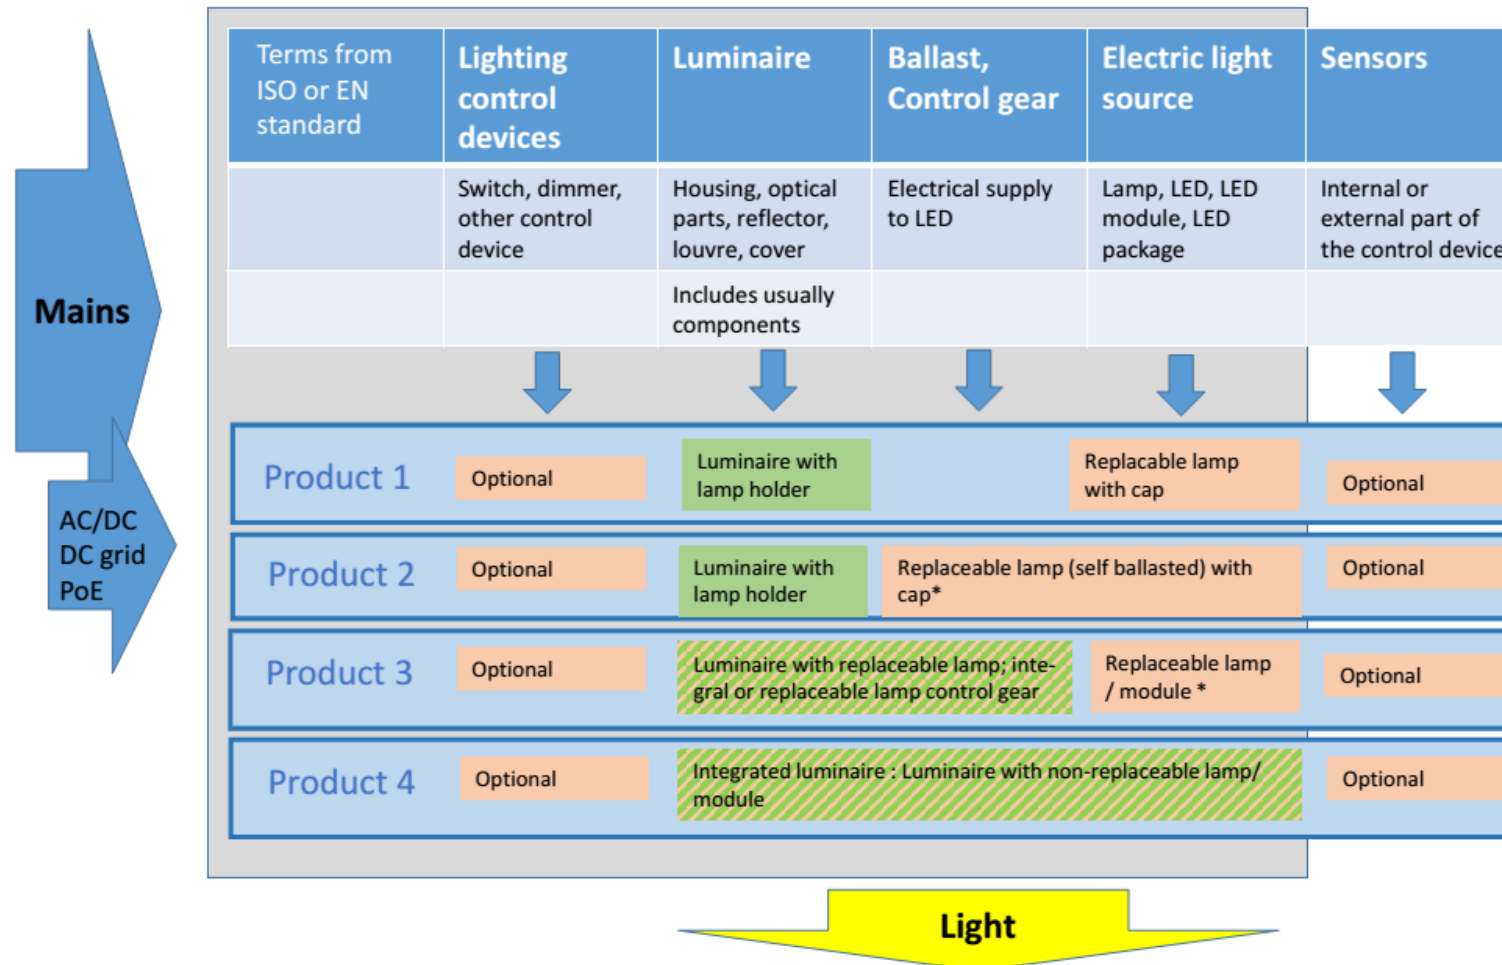 Terms from
ISO or EN
standard
Lighting
control
devices
Luminaire
Ballast,
Control gear
Electric light
source
Sensors
Switch, dimmer,
other control
device
Housing, optical
parts, reflector,
louvre, cover
Electrical supply
to LED
Lamp, LED, LED
module, LED
package
Internal or
external part of
the control device
Includes usually
components
Mains
AC/DC
DC grid
PoE
Product 1
Optional
Luminaire with
lamp holder
Replacable lamp
with cap
Optional
Product 2
Optional
Luminaire with
lamp holder
Replaceable lamp (self ballasted) with
cap*
Optional
Product 3
Optional
Luminaire with replaceable lamp; inte-
gral or replaceable lamp control gear
Replaceable lamp
/ module *
Optional
Product 4
Optional
Integrated luminaire : Luminaire with non-replaceable lamp/
module
Optional
Light